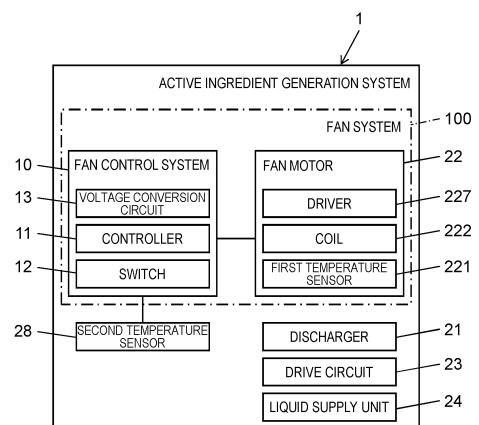 1
ACTIVE INGREDIENT GENERATION SYSTEM
FAN SYSTEM
100
10
FAN CONTROL SYSTEM
13
VOLTAGE CONVERSION
CIRCUIT
11
CONTROLLER
12
SWITCH
FAN MOTOR
22
DRIVER
227
COIL
222
FIRST TEMPERATURE
SENSOR
221
28
SECOND TEMPERATURE
SENSOR
DISCHARGER
21
DRIVE CIRCUIT
23
LIQUID SUPPLY UNIT
24